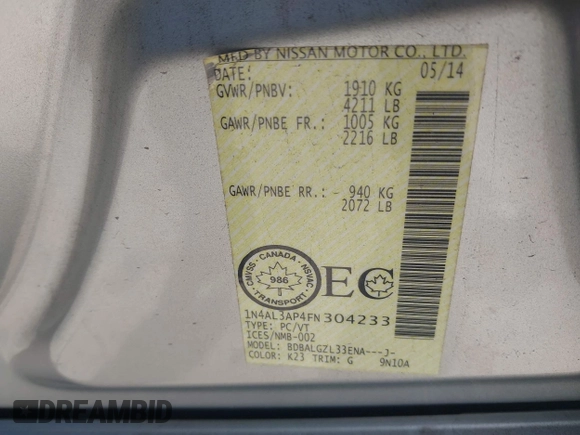 MFD BY NISSAN MOTOR CO., LTD.
DATE: 05/14
GVWR/PNBV: 1910 KG
4211 LB
GAWR/PNBE FR.: 1005 KG
2216 LB
GAWR/PNBE RR.: 940 KG
2072 LB
CMVSS · CANADA · NSVAC
986
TRANSPORT
EC
1N4AL3AP4FN304233
TYPE: PC/VT
ICES/NMB-002
MODEL: BDBALGZL33ENA---J-
COLOR: K23 TRIM: G 9N10A
DREAMBID